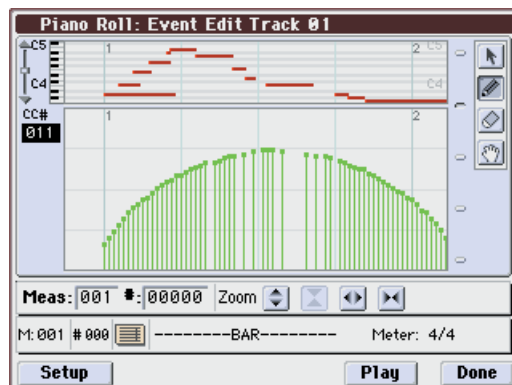 Piano Roll: Event Edit Track 01
C5 1 2 C5
C4 C4
CC# 1 2
011
Meas: 001 #: 00000 Zoom
M: 001 # 000 --------BAR-------- Meter: 4/4
Setup Play Done